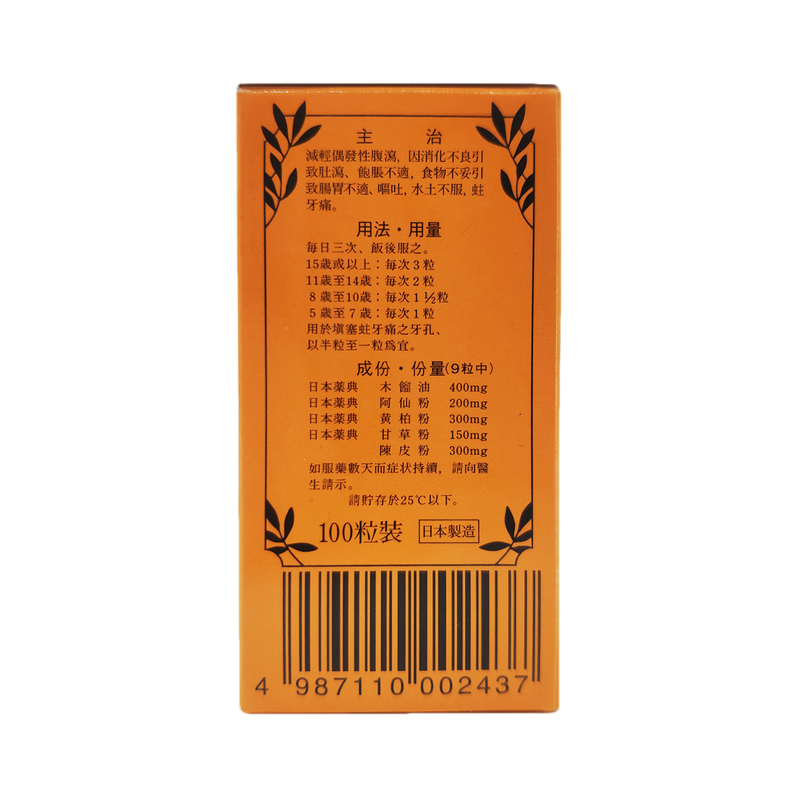 主 治
減輕偶發性腹瀉，因消化不良引
致肚瀉、飽脹不適，食物不妥引
致腸胃不適、嘔吐，水土不服，蛀
牙痛。
用法・用量
每日三次、飯後服之。
15歲或以上：每次3粒
11歲至14歲：每次2粒
8歲至10歲：每次1½粒
5歲至7歲：每次1粒
用於塡塞蛀牙痛之牙孔、
以半粒至一粒爲宜。
成份・份量(9粒中)
日本薬典 木餾油 400mg
日本薬典 阿仙粉 200mg
日本薬典 黃柏粉 300mg
日本薬典 甘草粉 150mg
陳皮粉 300mg
如服藥數天而症状持續，請向醫
生請示。
請貯存於25℃以下。
100粒装 日本製造
4 987110 002437